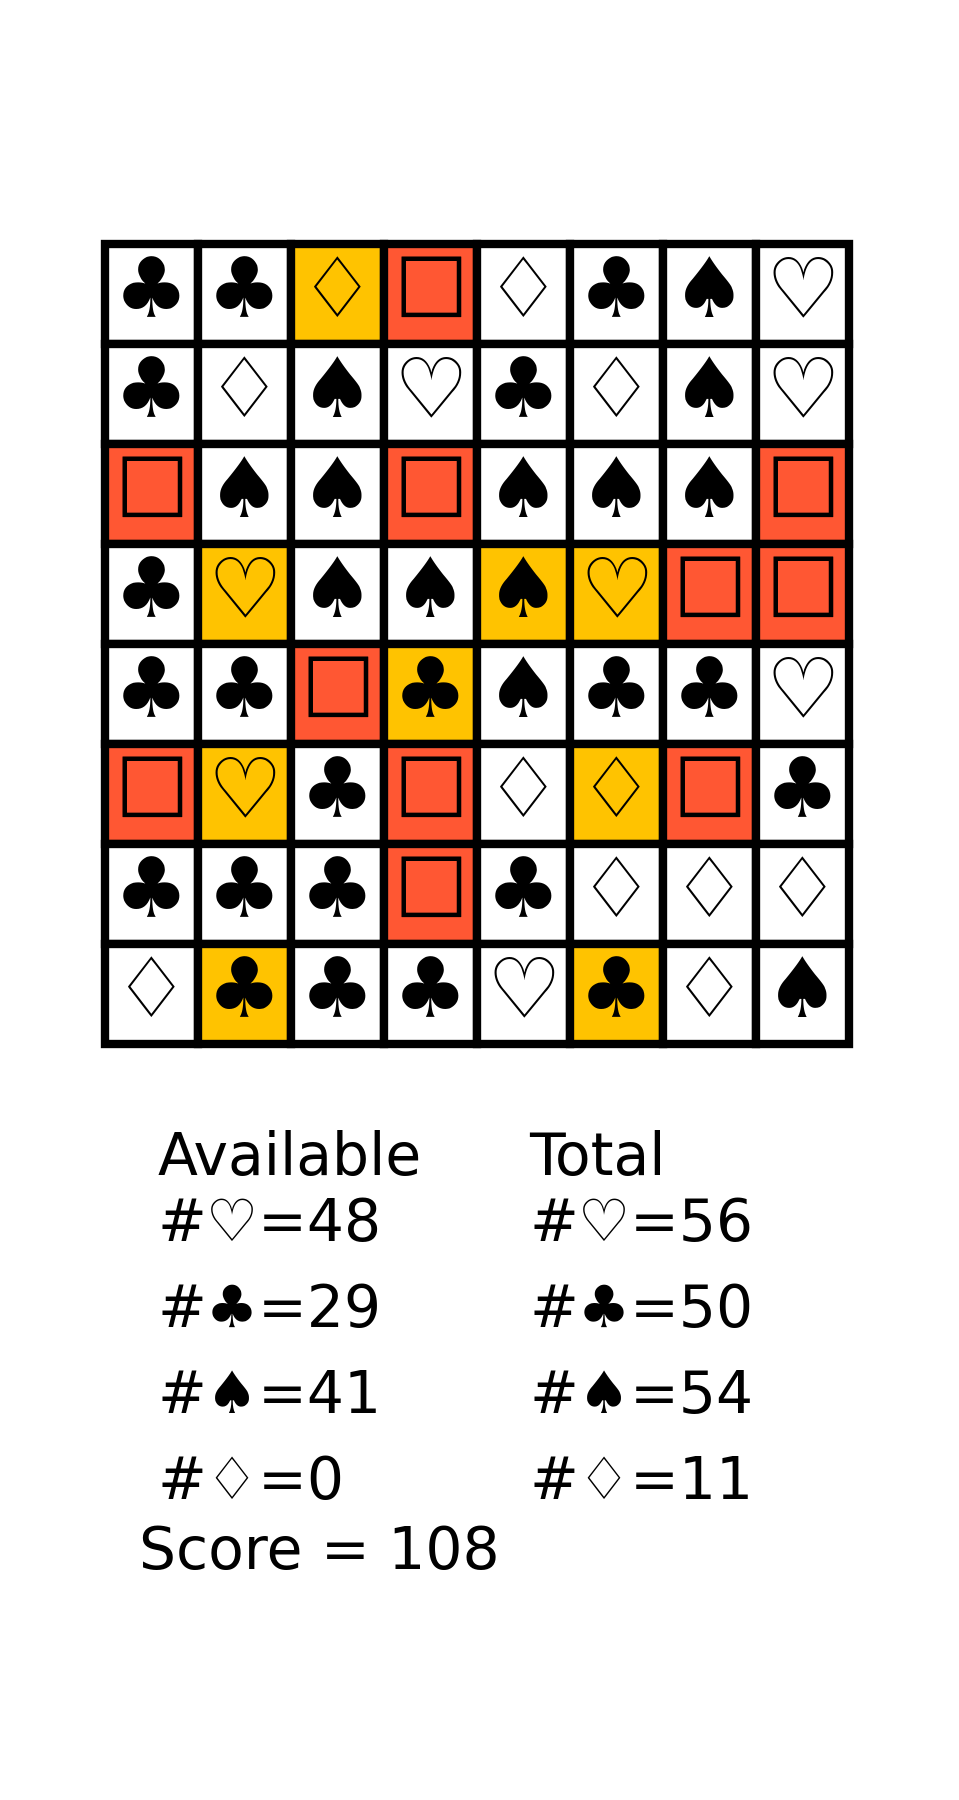 ♣ ♣ ♢ □ ♢ ♣ ♠ ♡
♣ ♢ ♠ ♡ ♣ ♢ ♠ ♡
□ ♠ ♠ □ ♠ ♠ ♠ □
♣ ♡ ♠ ♠ ♠ ♡ □ □
♣ ♣ □ ♣ ♠ ♣ ♣ ♡
□ ♡ ♣ □ ♢ ♢ □ ♣
♣ ♣ ♣ □ ♣ ♢ ♢ ♢
♢ ♣ ♣ ♣ ♡ ♣ ♢ ♠
Available Total
#♡=48 #♡=56
#♣=29 #♣=50
#♠=41 #♠=54
#♢=0 #♢=11
Score = 108